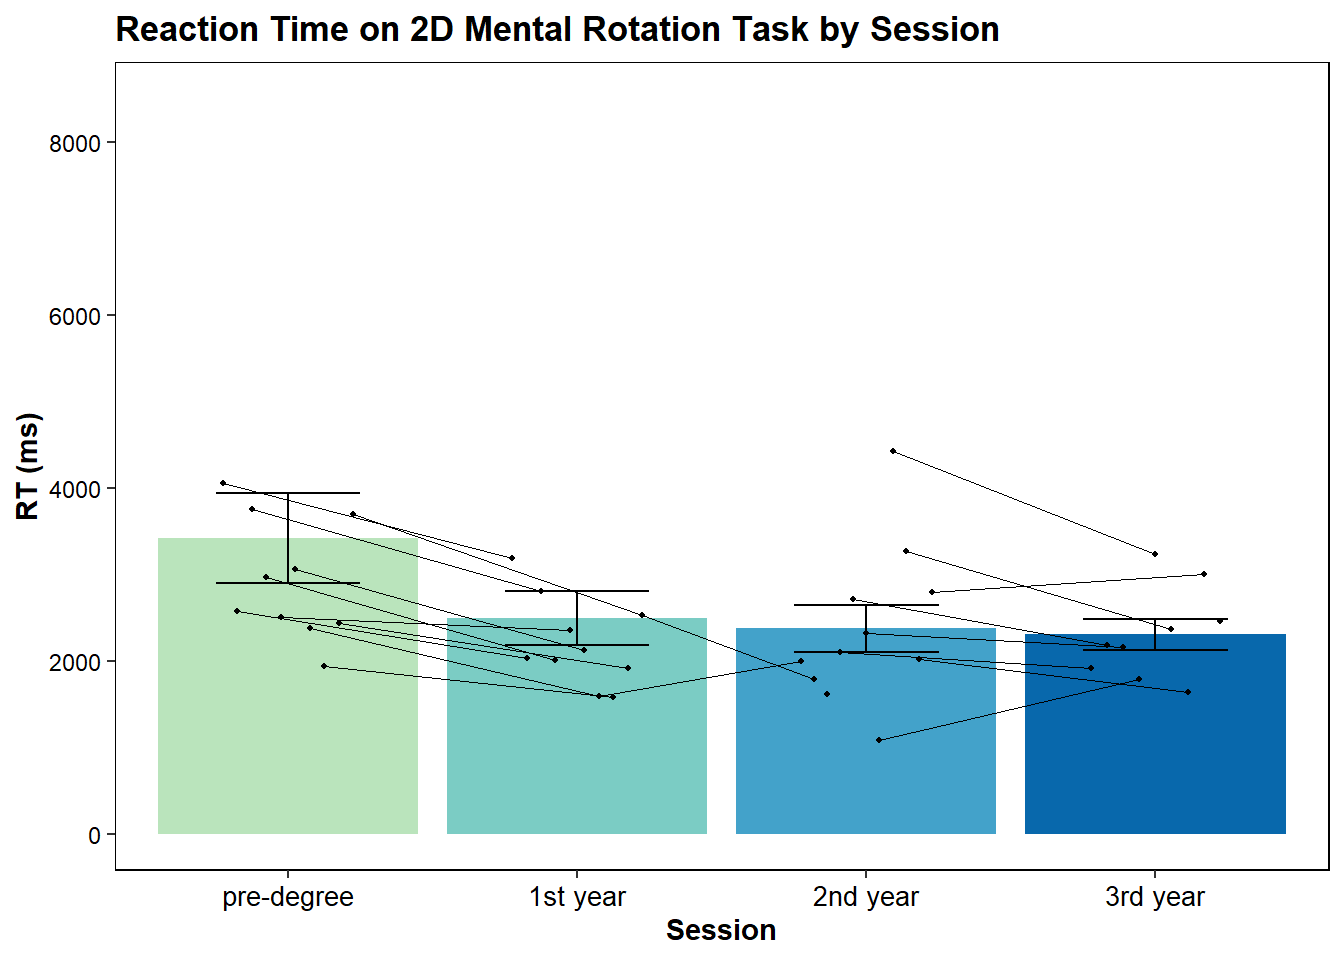 Reaction Time on 2D Mental Rotation Task by Session
8000
6000
4000
2000
0
RT (ms)
pre-degree 1st year 2nd year 3rd year
Session